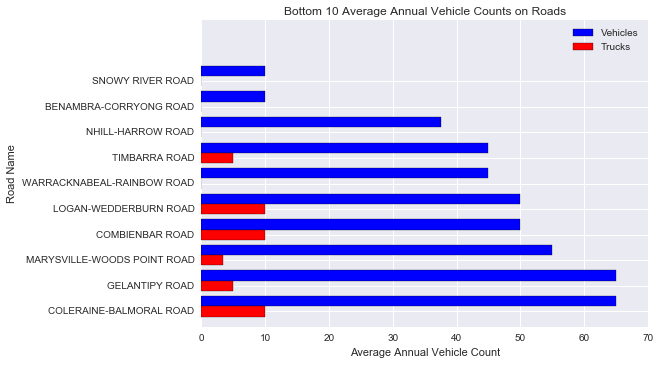 Bottom 10 Average Annual Vehicle Counts on Roads
Vehicles
Trucks
SNOWY RIVER ROAD
BENAMBRA-CORRYONG ROAD
NHILL-HARROW ROAD
TIMBARRA ROAD
WARRACKNABEAL-RAINBOW ROAD
LOGAN-WEDDERBURN ROAD
COMBIENBAR ROAD
MARYSVILLE-WOODS POINT ROAD
GELANTIPY ROAD
COLERAINE-BALMORAL ROAD
Road Name
0 10 20 30 40 50 60 70
Average Annual Vehicle Count